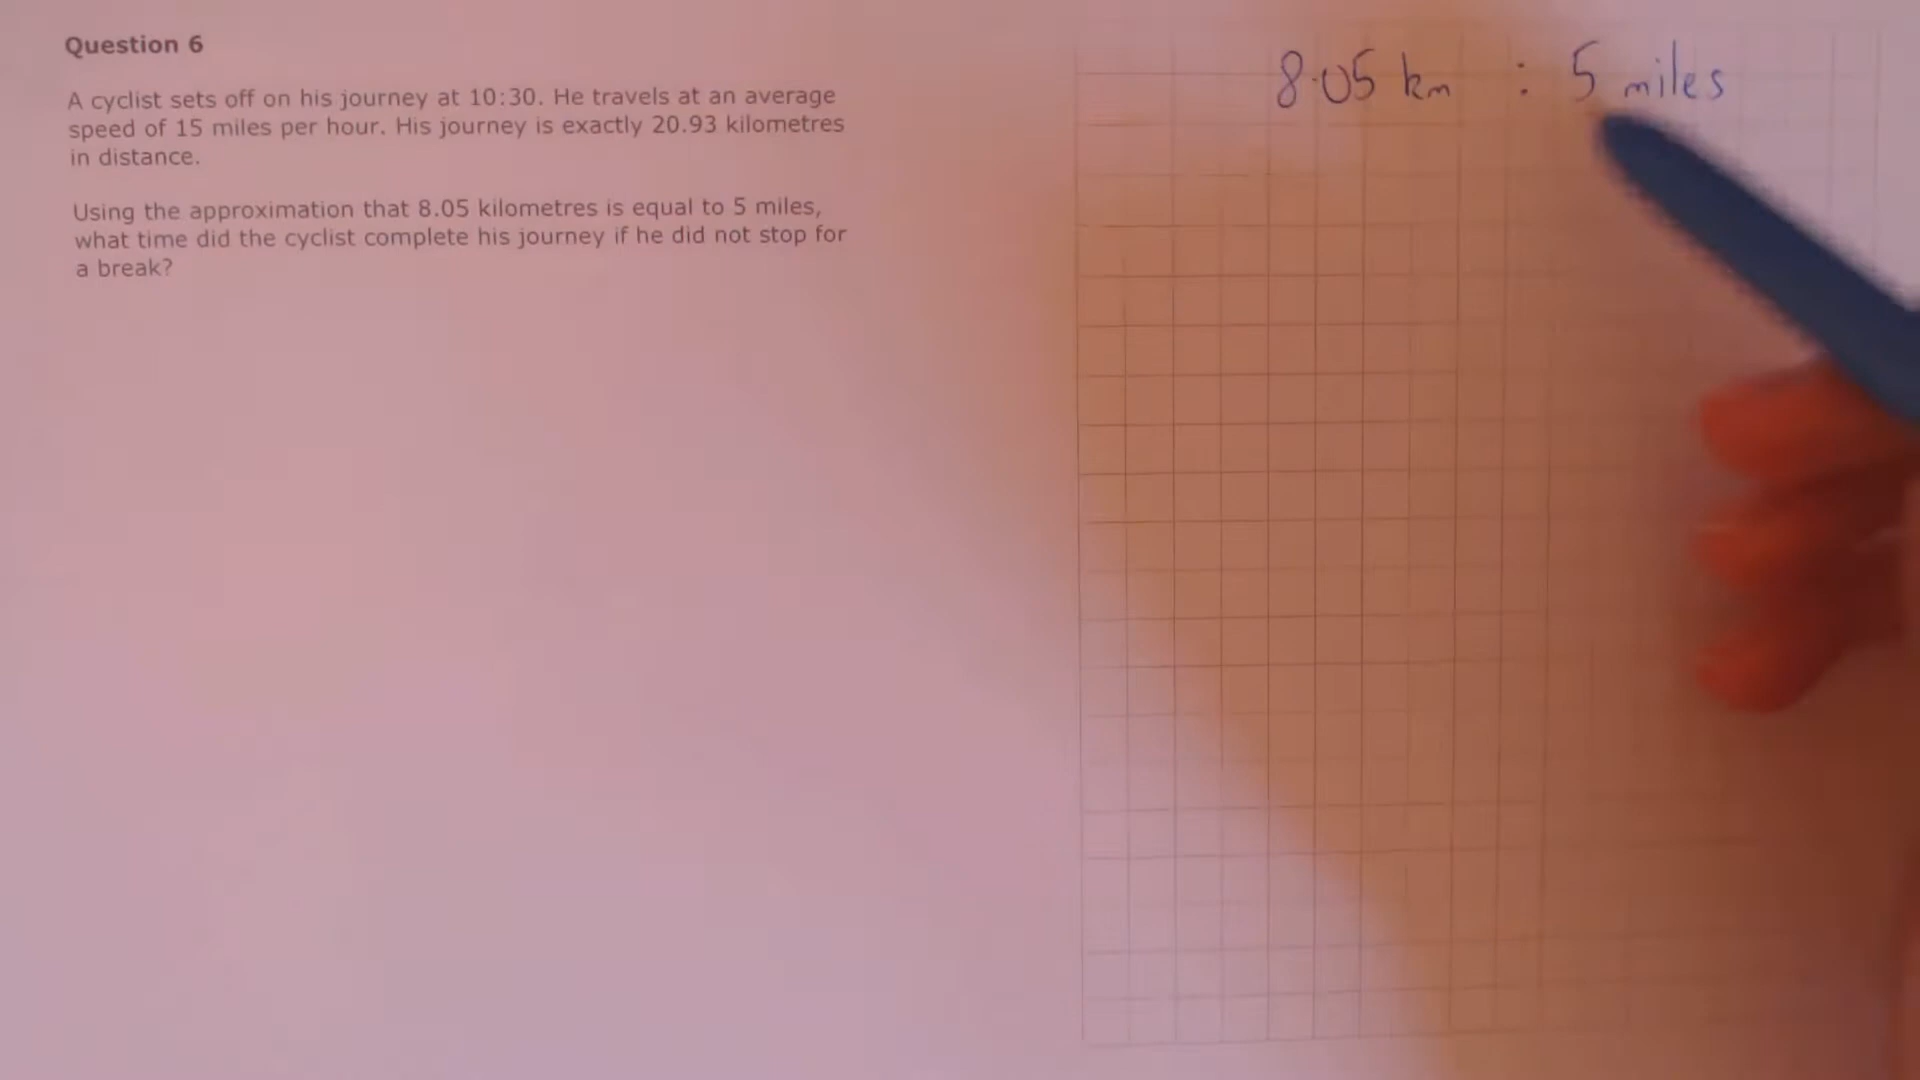 Question 6
A cyclist sets off on his journey at 10:30. He travels at an average
speed of 15 miles per hour. His journey is exactly 20.93 kilometres
in distance.
Using the approximation that 8.05 kilometres is equal to 5 miles,
what time did the cyclist complete his journey if he did not stop for
a break?
8.05 km : 5 miles